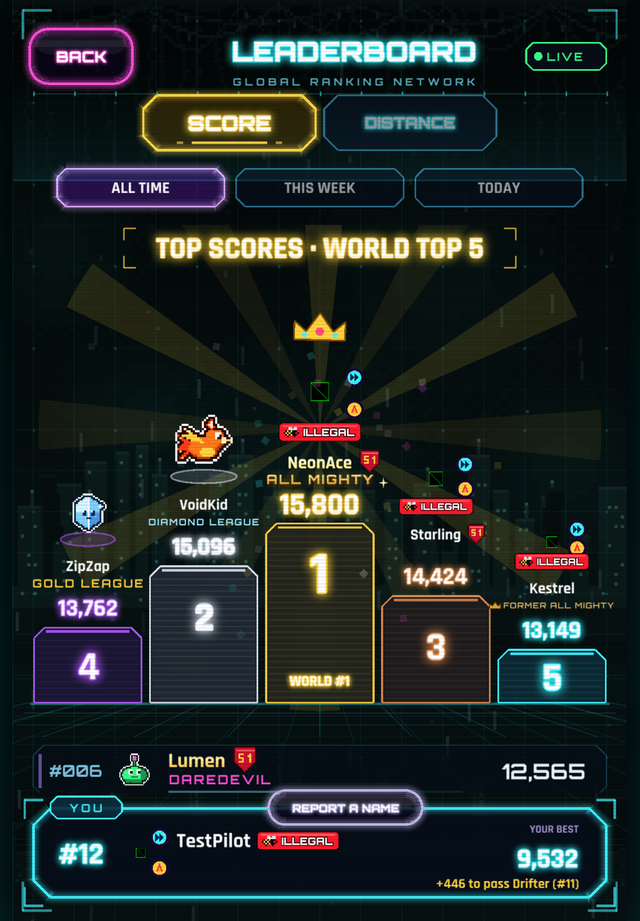 BACK
LEADERBOARD
LIVE
GLOBAL RANKING NETWORK
SCORE
DISTANCE
ALL TIME
THIS WEEK
TODAY
TOP SCORES · WORLD TOP 5
ILLEGAL
NeonAce 51
ALL MIGHTY
15,800
1
WORLD #1
VoidKid
DIAMOND LEAGUE
15,096
2
ILLEGAL
Starling 51
14,424
3
ZipZap
GOLD LEAGUE
13,762
4
ILLEGAL
Kestrel
FORMER ALL MIGHTY
13,149
5
#006
Lumen 51
DAREDEVIL
12,565
YOU
REPORT A NAME
#12
TestPilot
ILLEGAL
YOUR BEST
9,532
+446 to pass Drifter (#11)